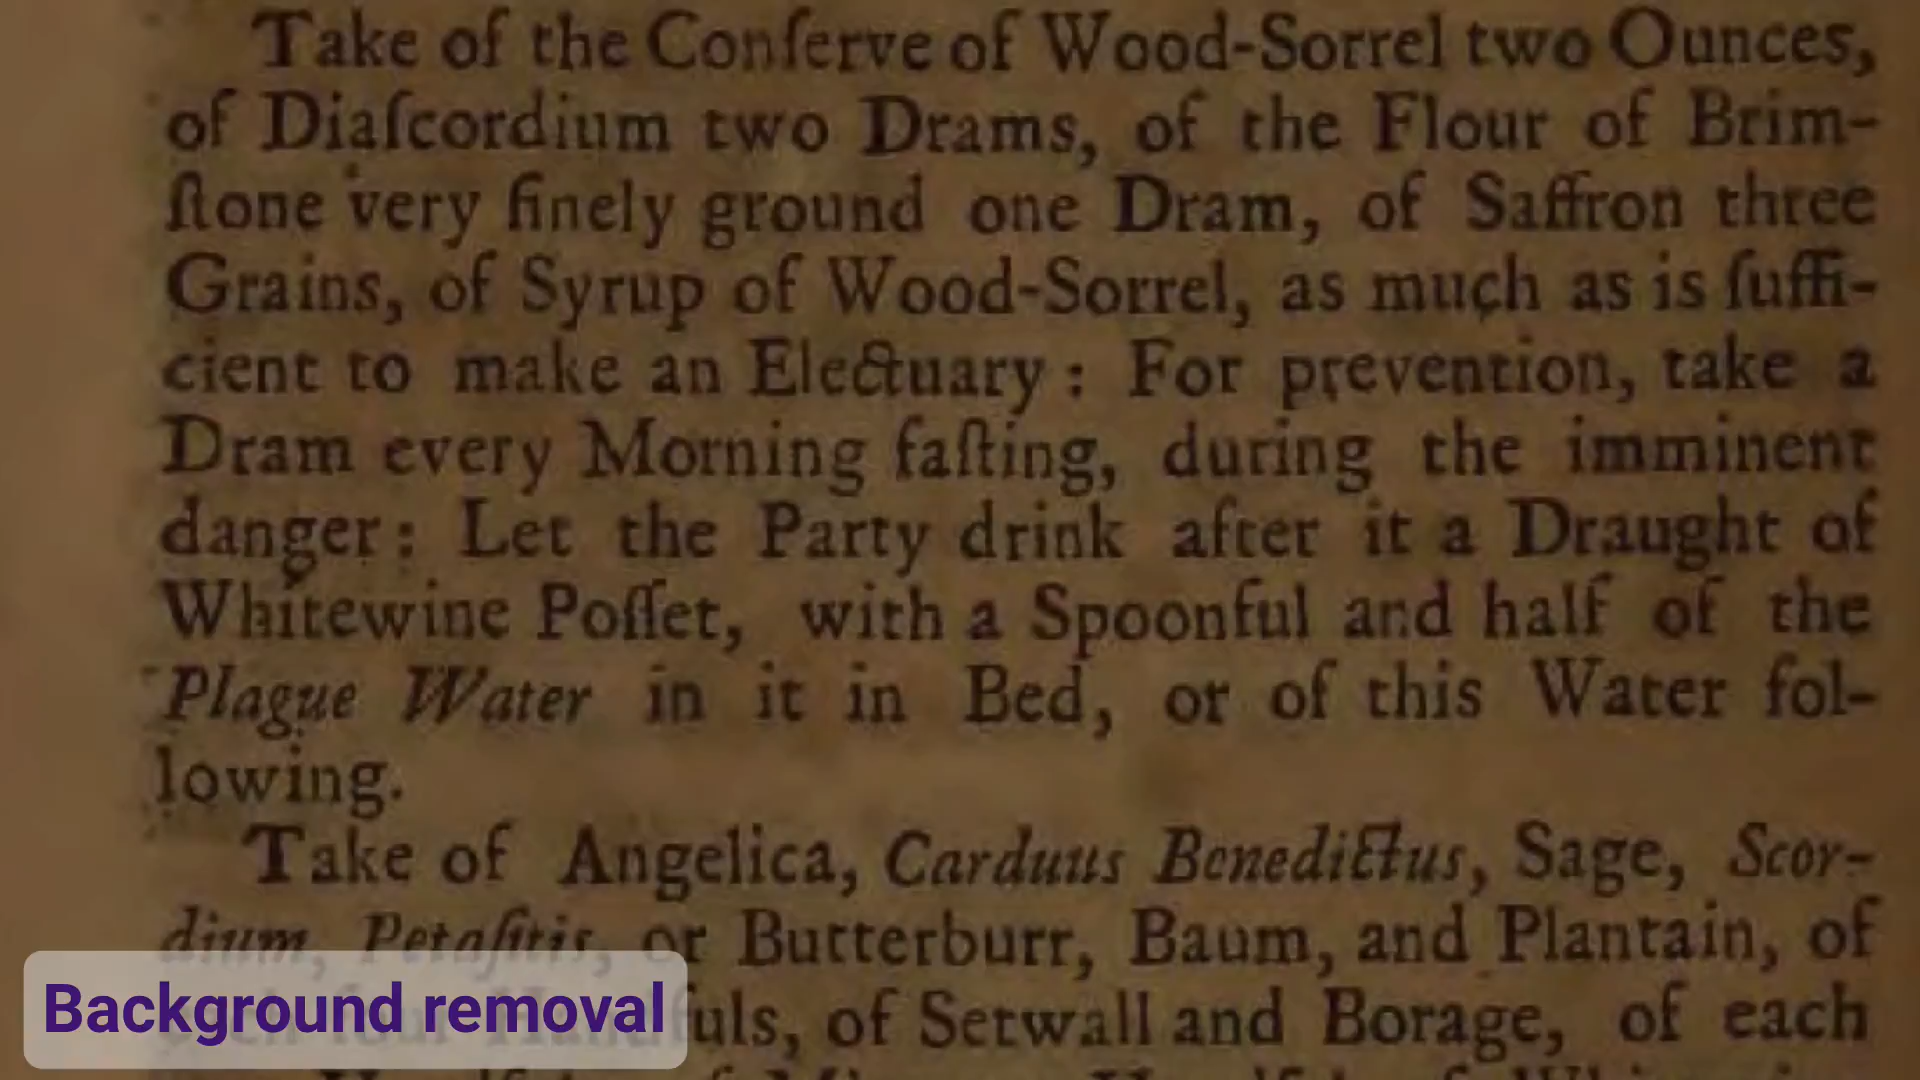 Take of the Conſerve of Wood-Sorrel two Ounces,
of Diaſcordium two Drams, of the Flour of Brim-
ſtone very finely ground one Dram, of Saffron three
Grains, of Syrup of Wood-Sorrel, as much as is ſuffi-
cient to make an Electuary : For prevention, take a
Dram every Morning faſting, during the imminent
danger : Let the Party drink after it a Draught of
Whitewine Poſſet, with a Spoonful and half of the
Plague Water in it in Bed, or of this Water fol-
lowing.
Take of Angelica, Carduus Benedictus, Sage, Scor-
dium, Petaſitis, or Butterburr, Baum, and Plantain, of
fuls, of Setwall and Borage, of each
Background removal